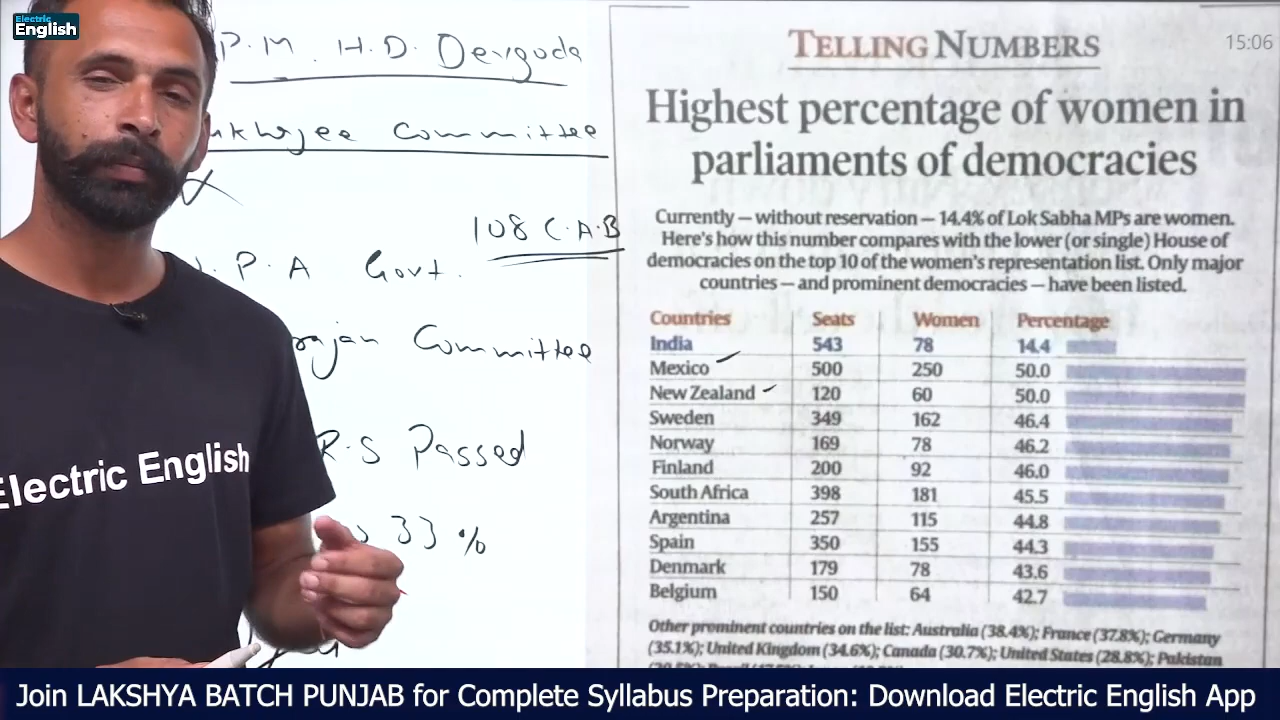 Electric
English
P.M. H.D. Devguda
Committee
108 C.A.B
P.A Govt.
Committee
R.S Passed
33 %
Electric English
TELLING NUMBERS
15:06
Highest percentage of women in
parliaments of democracies
Currently — without reservation — 14.4% of Lok Sabha MPs are women.
Here's how this number compares with the lower (or single) House of
democracies on the top 10 of the women's representation list. Only major
countries — and prominent democracies — have been listed.
Countries Seats Women Percentage
India 543 78 14.4
Mexico 500 250 50.0
New Zealand 120 60 50.0
Sweden 349 162 46.4
Norway 169 78 46.2
Finland 200 92 46.0
South Africa 398 181 45.5
Argentina 257 115 44.8
Spain 350 155 44.3
Denmark 179 78 43.6
Belgium 150 64 42.7
Other prominent countries on the list: Australia (38.4%); France (37.8%); Germany
(35.1%); United Kingdom (34.6%); Canada (30.7%); United States (28.8%); Pakistan
Join LAKSHYA BATCH PUNJAB for Complete Syllabus Preparation: Download Electric English App